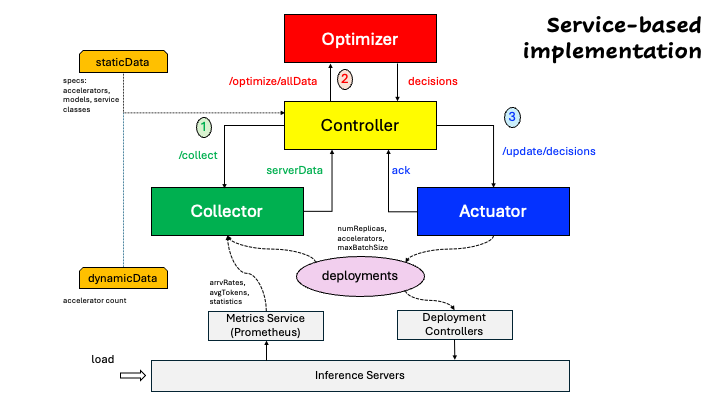 Service-based
implementation
Optimizer
staticData
specs:
accelerators,
models, service
classes
/optimize/allData
2
decisions
Controller
1
3
/collect
serverData
ack
/update/decisions
Collector
Actuator
numReplicas,
accelerators,
maxBatchSize
deployments
dynamicData
accelerator count
arrvRates,
avgTokens,
statistics
Metrics Service
(Prometheus)
Deployment
Controllers
load
Inference Servers